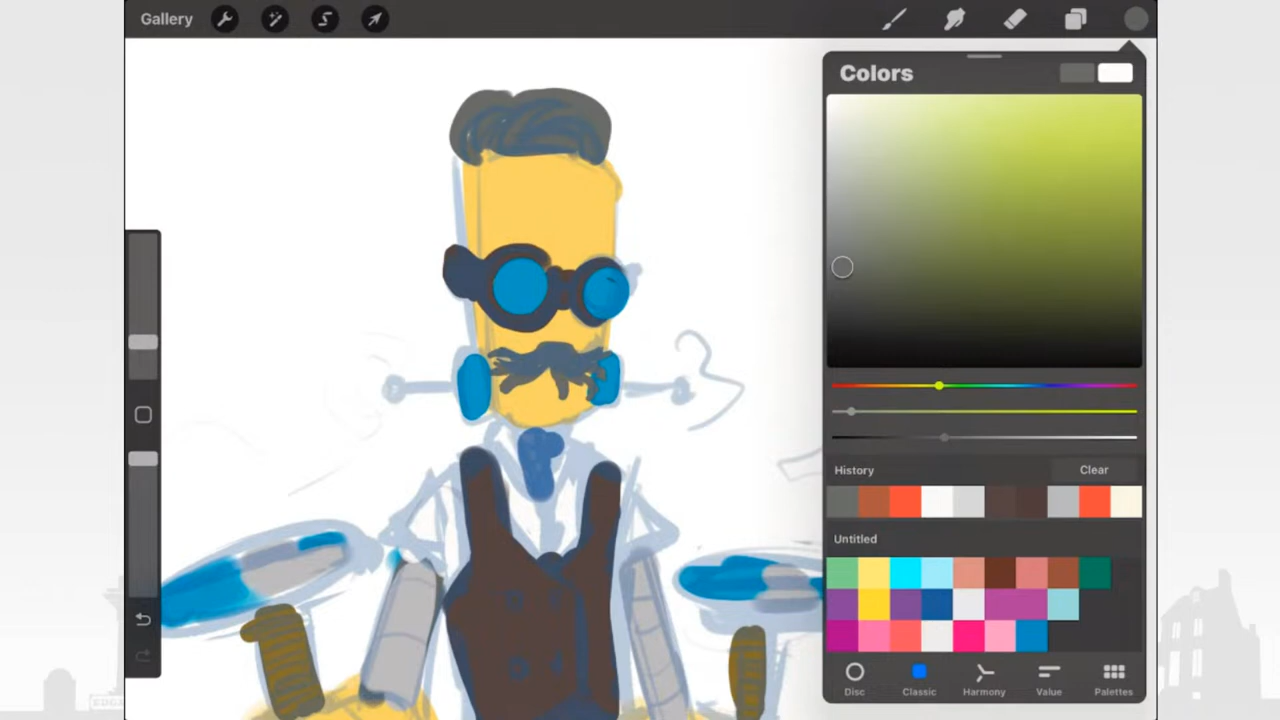 Gallery
Colors
History
Clear
Untitled
Disc
Classic
Harmony
Value
Palettes